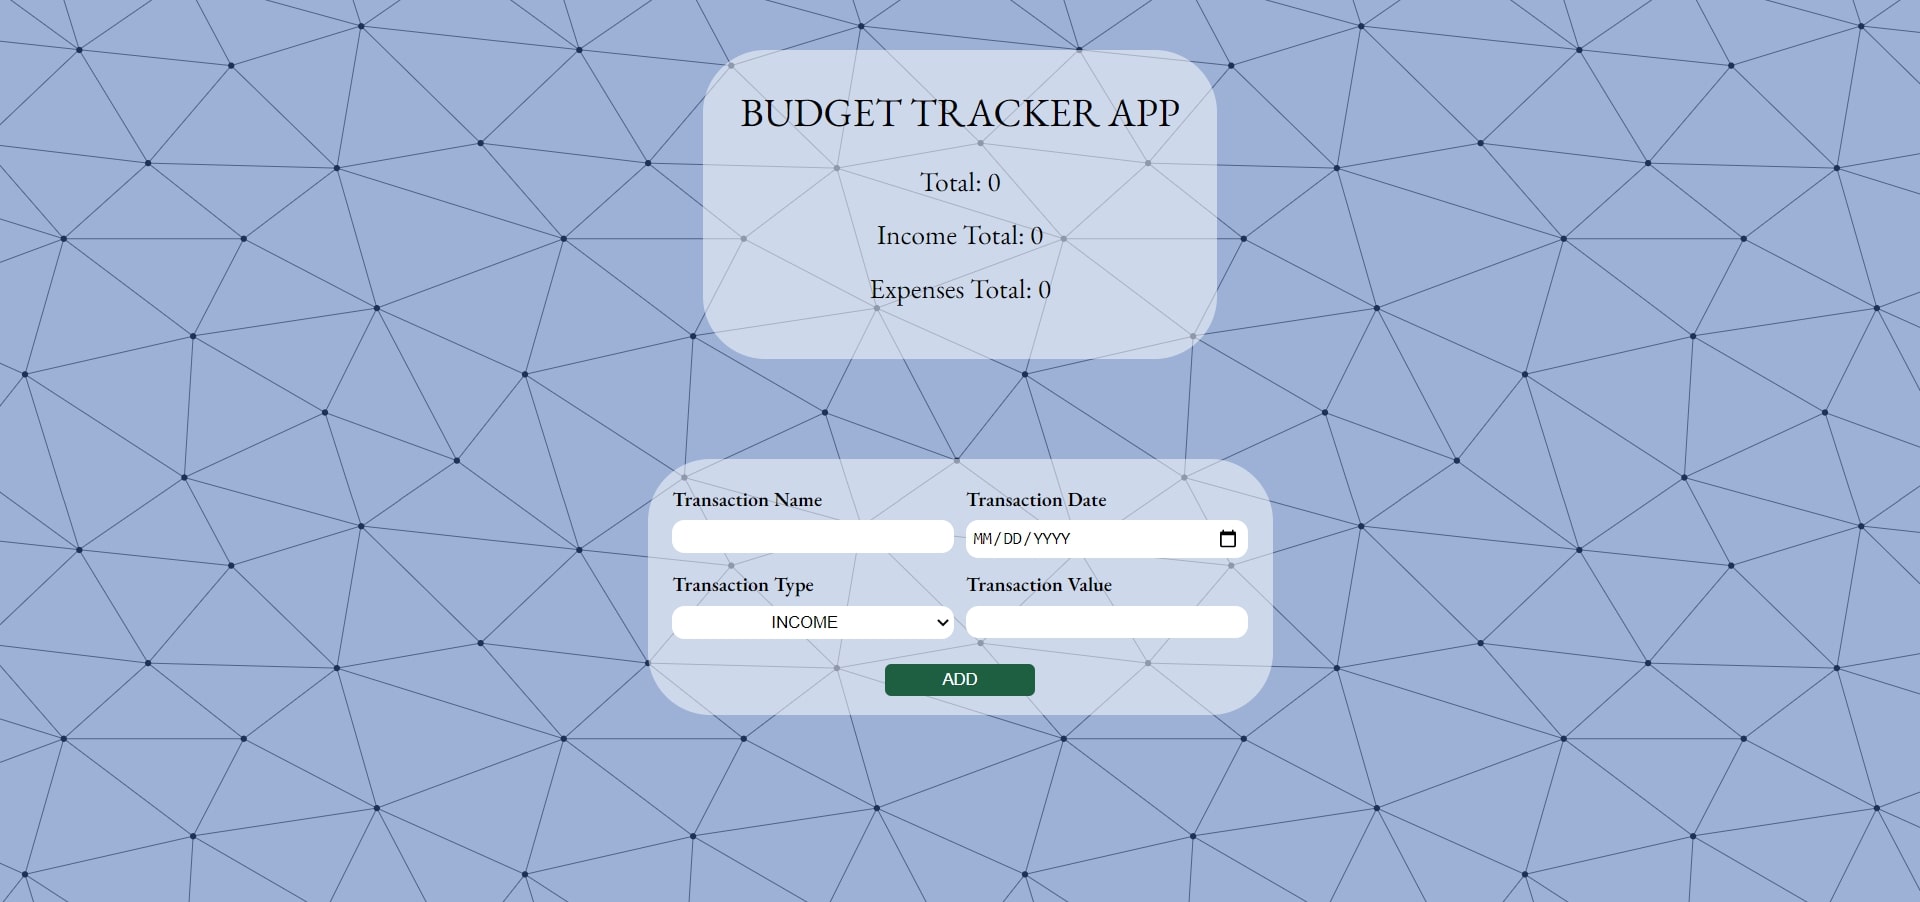 BUDGET TRACKER APP
Total: 0
Income Total: 0
Expenses Total: 0
Transaction Name
Transaction Date
MM/DD/YYYY
Transaction Type
Transaction Value
INCOME
ADD